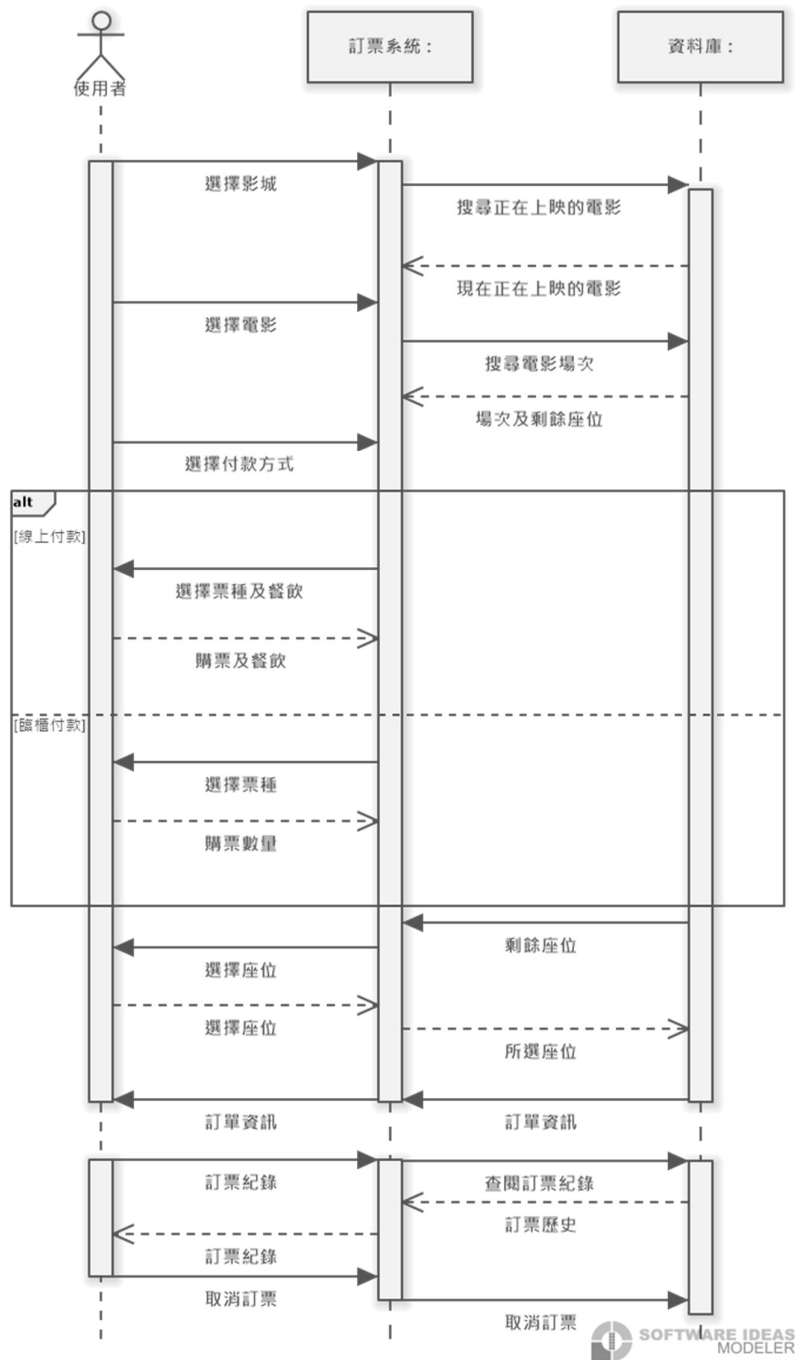 使用者
訂票系統：
資料庫：
選擇影城
搜尋正在上映的電影
現在正在上映的電影
選擇電影
搜尋電影場次
場次及剩餘座位
選擇付款方式
alt
[線上付款]
選擇票種及餐飲
購票及餐飲
[臨櫃付款]
選擇票種
購票數量
剩餘座位
選擇座位
選擇座位
所選座位
訂單資訊
訂單資訊
訂票紀錄
查閱訂票紀錄
訂票歷史
訂票紀錄
取消訂票
取消訂票
SOFTWARE IDEAS
MODELER